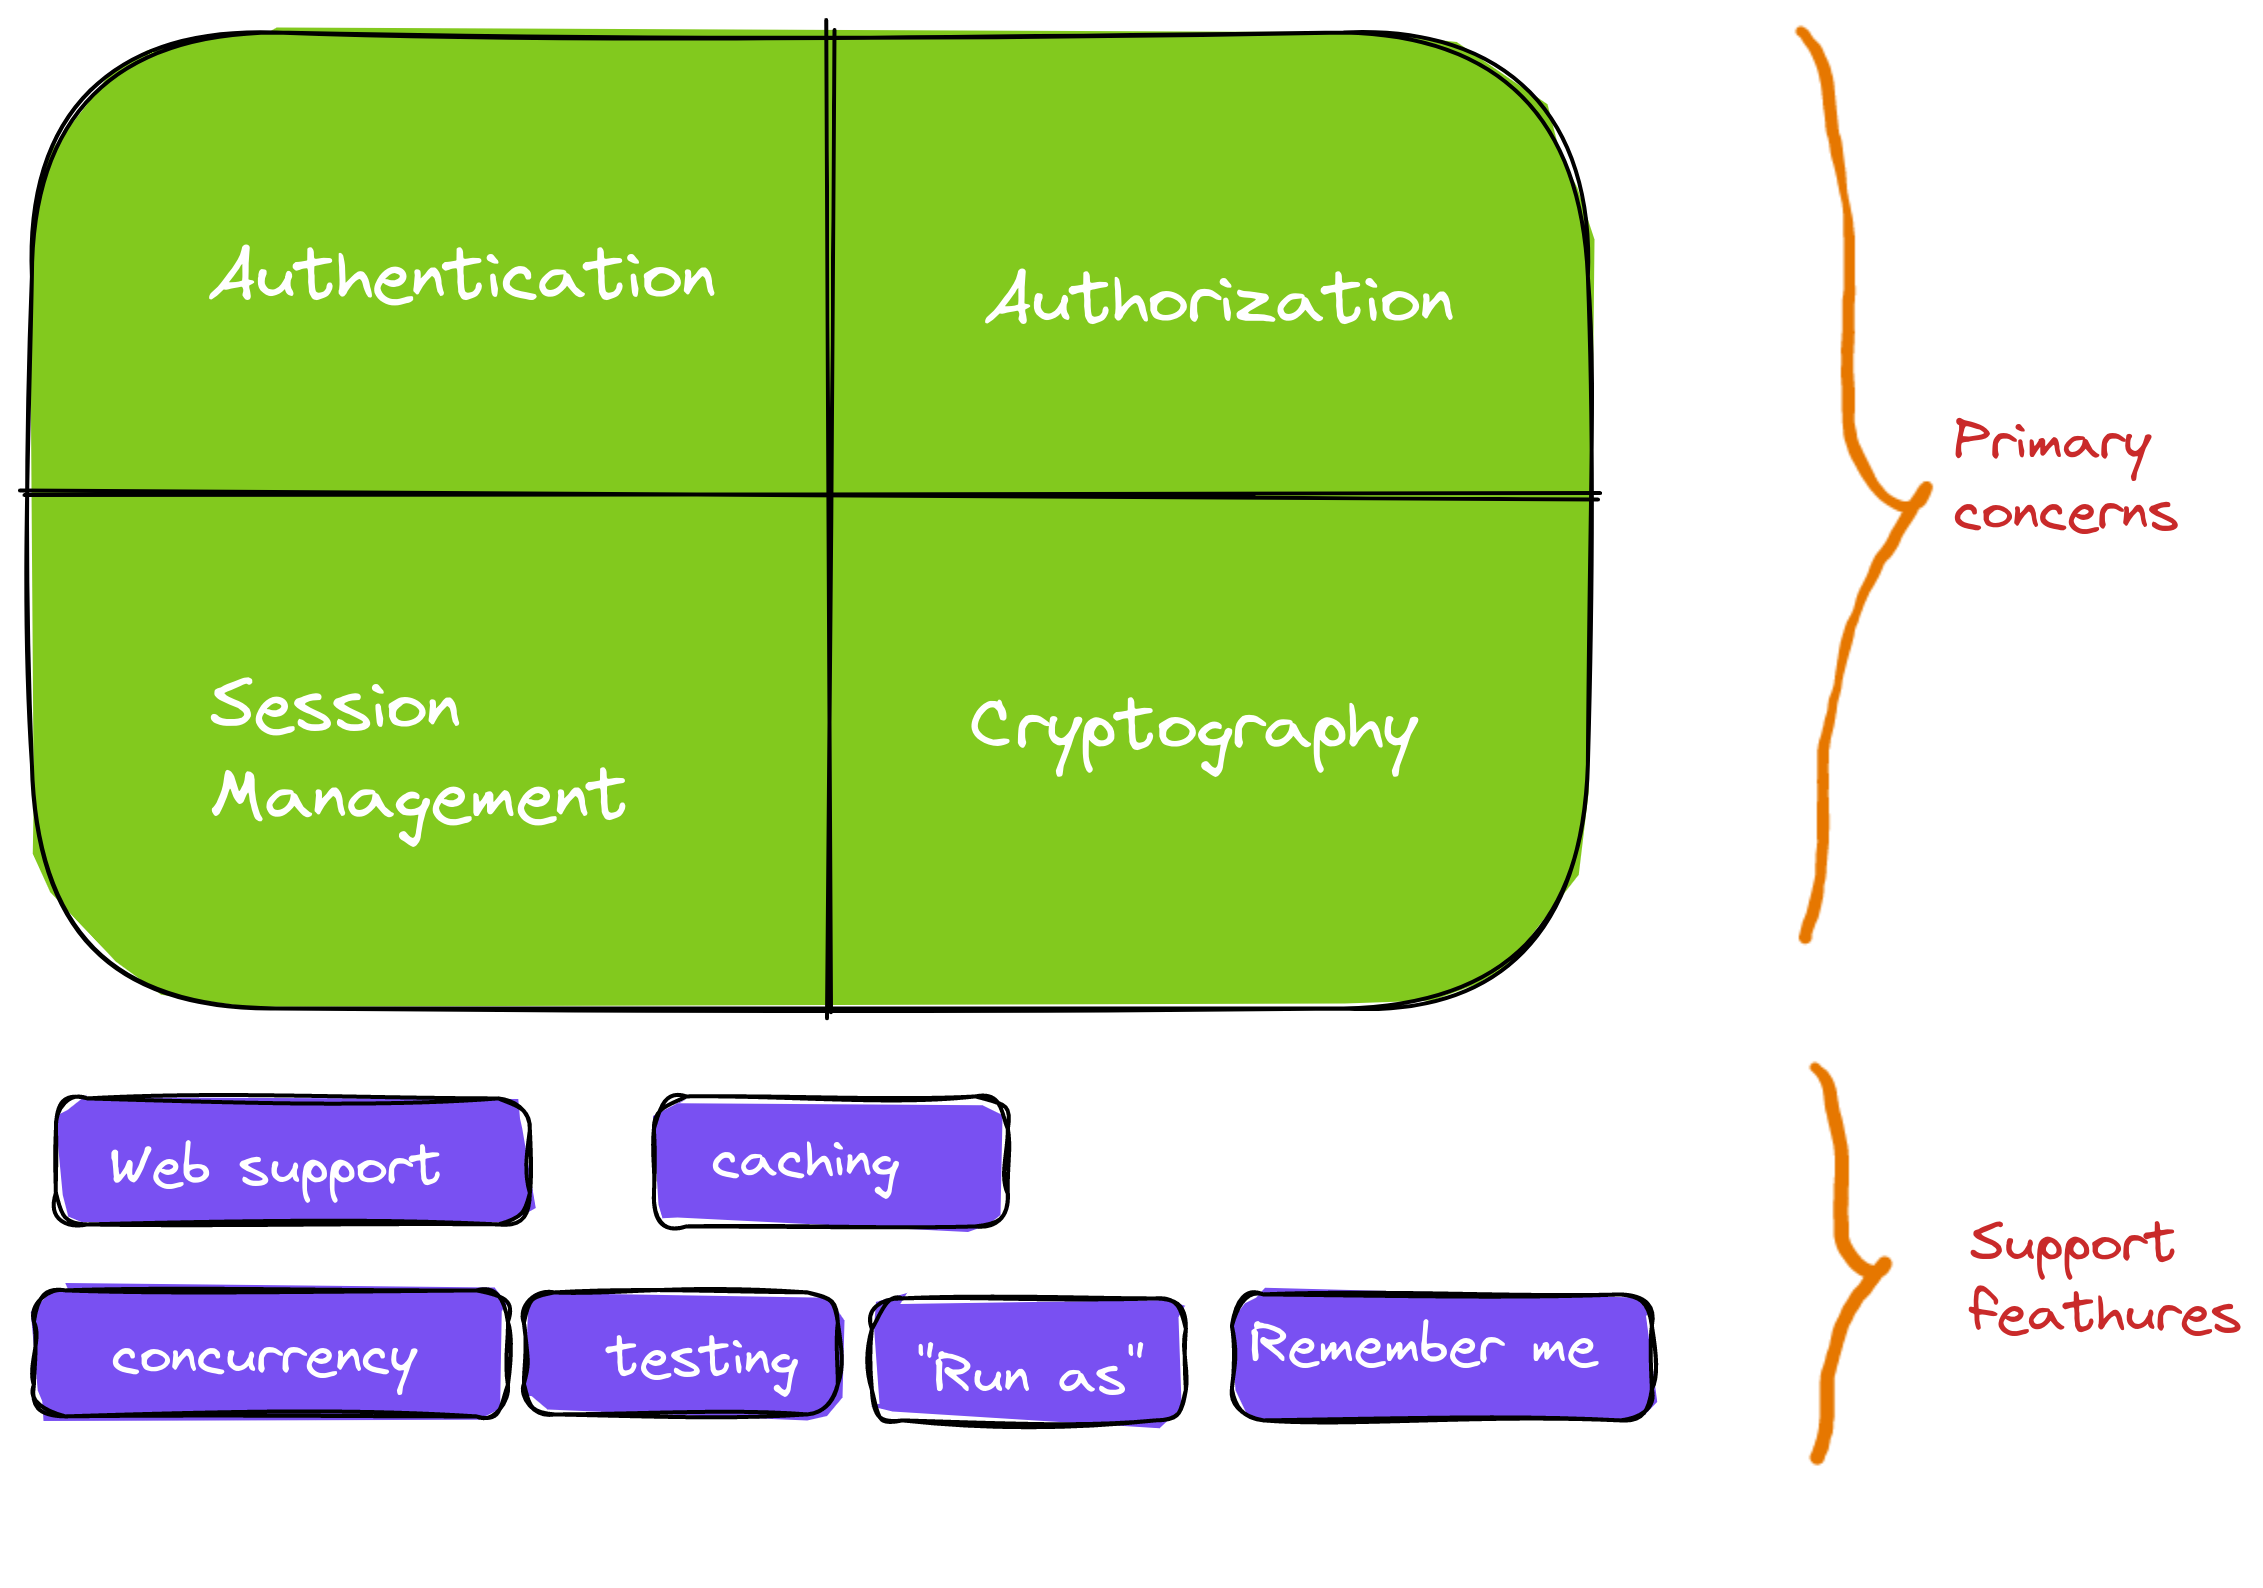 Authentication
Authorization
Primary
concerns
Session
Management
Cryptography
Web support
caching
Support
feathures
concurrency
testing
"Run as"
Remember me